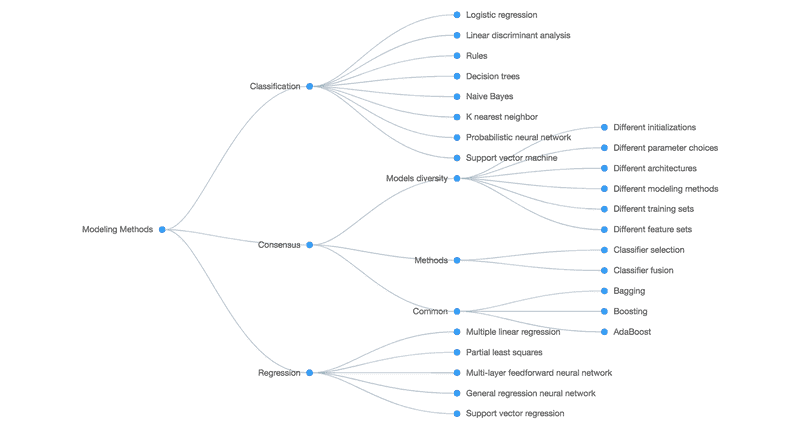 Modeling Methods
Classification
Logistic regression
Linear discriminant analysis
Rules
Decision trees
Naive Bayes
K nearest neighbor
Probabilistic neural network
Support vector machine
Consensus
Models diversity
Different initializations
Different parameter choices
Different architectures
Different modeling methods
Different training sets
Different feature sets
Methods
Classifier selection
Classifier fusion
Common
Bagging
Boosting
AdaBoost
Regression
Multiple linear regression
Partial least squares
Multi-layer feedforward neural network
General regression neural network
Support vector regression